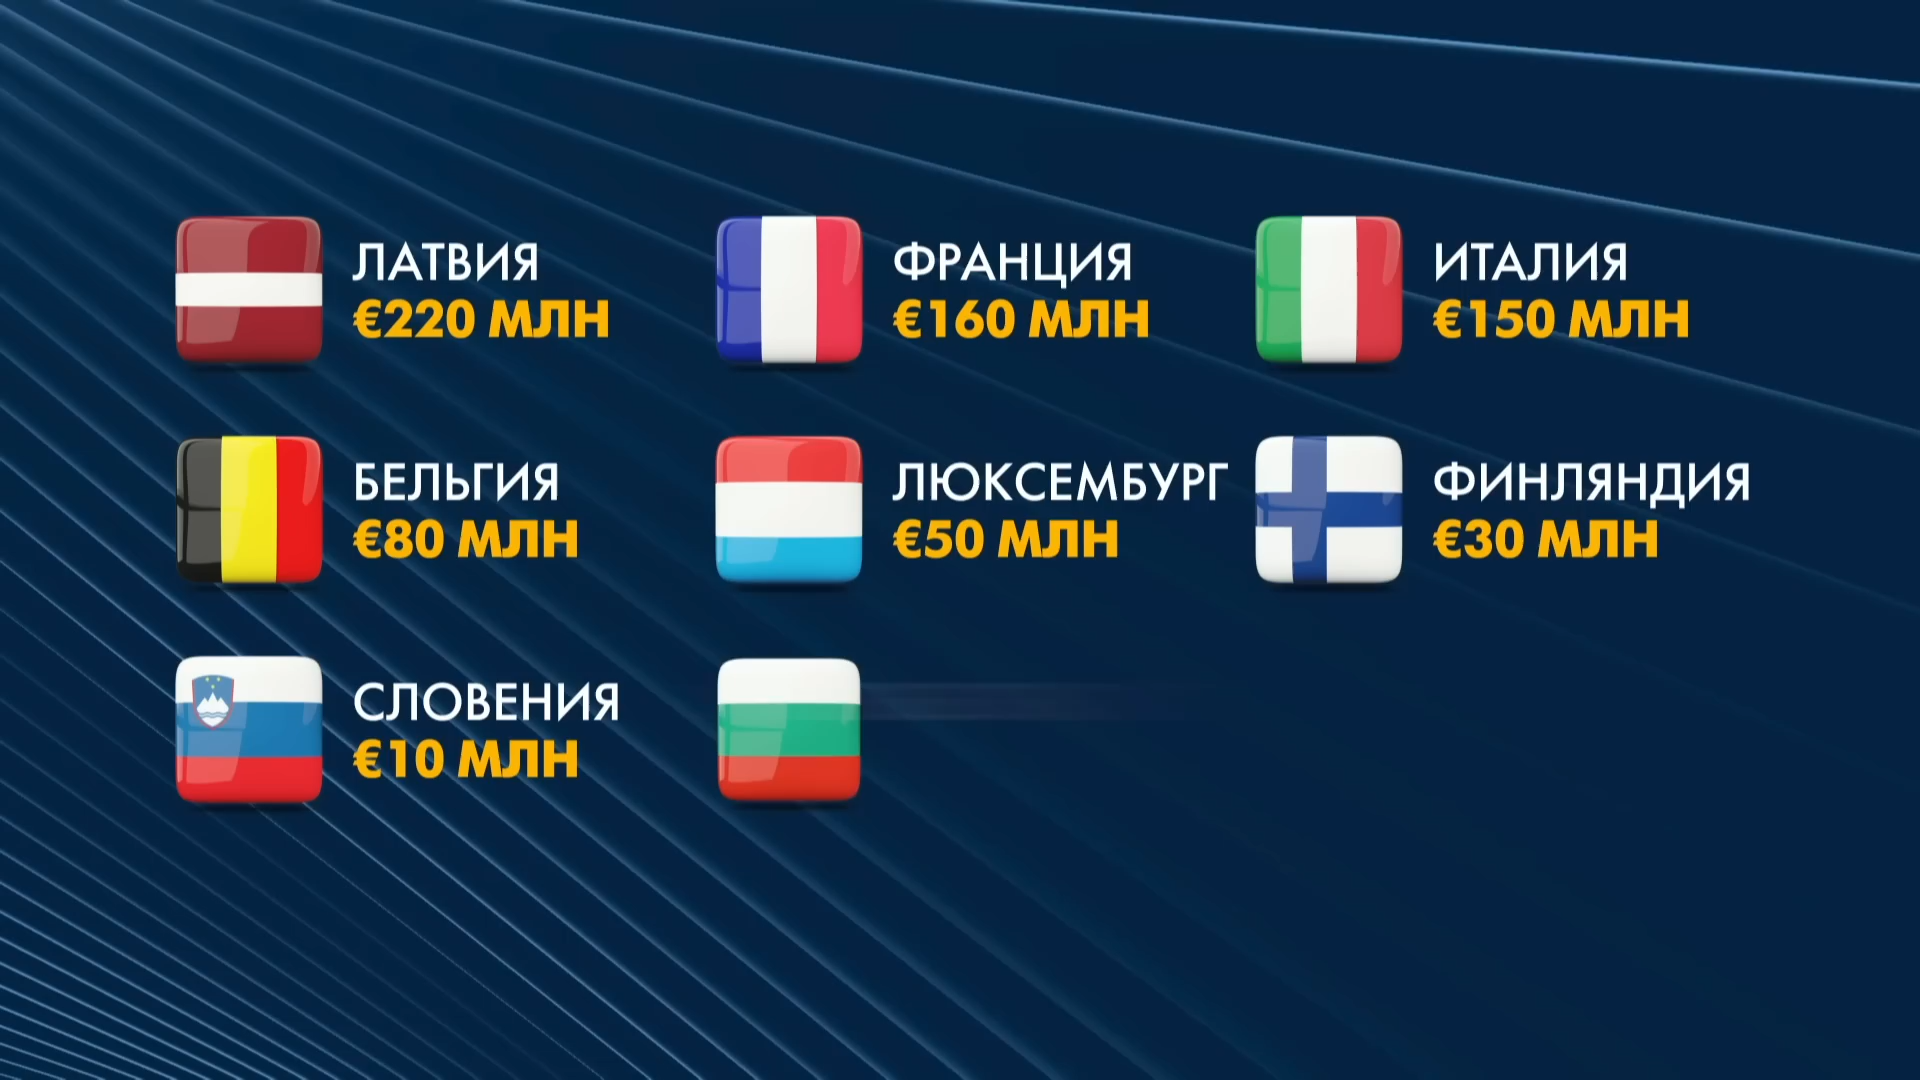 ЛАТВИЯ
€220 МЛН
ФРАНЦИЯ
€160 МЛН
ИТАЛИЯ
€150 МЛН
БЕЛЬГИЯ
€80 МЛН
ЛЮКСЕМБУРГ
€50 МЛН
ФИНЛЯНДИЯ
€30 МЛН
СЛОВЕНИЯ
€10 МЛН